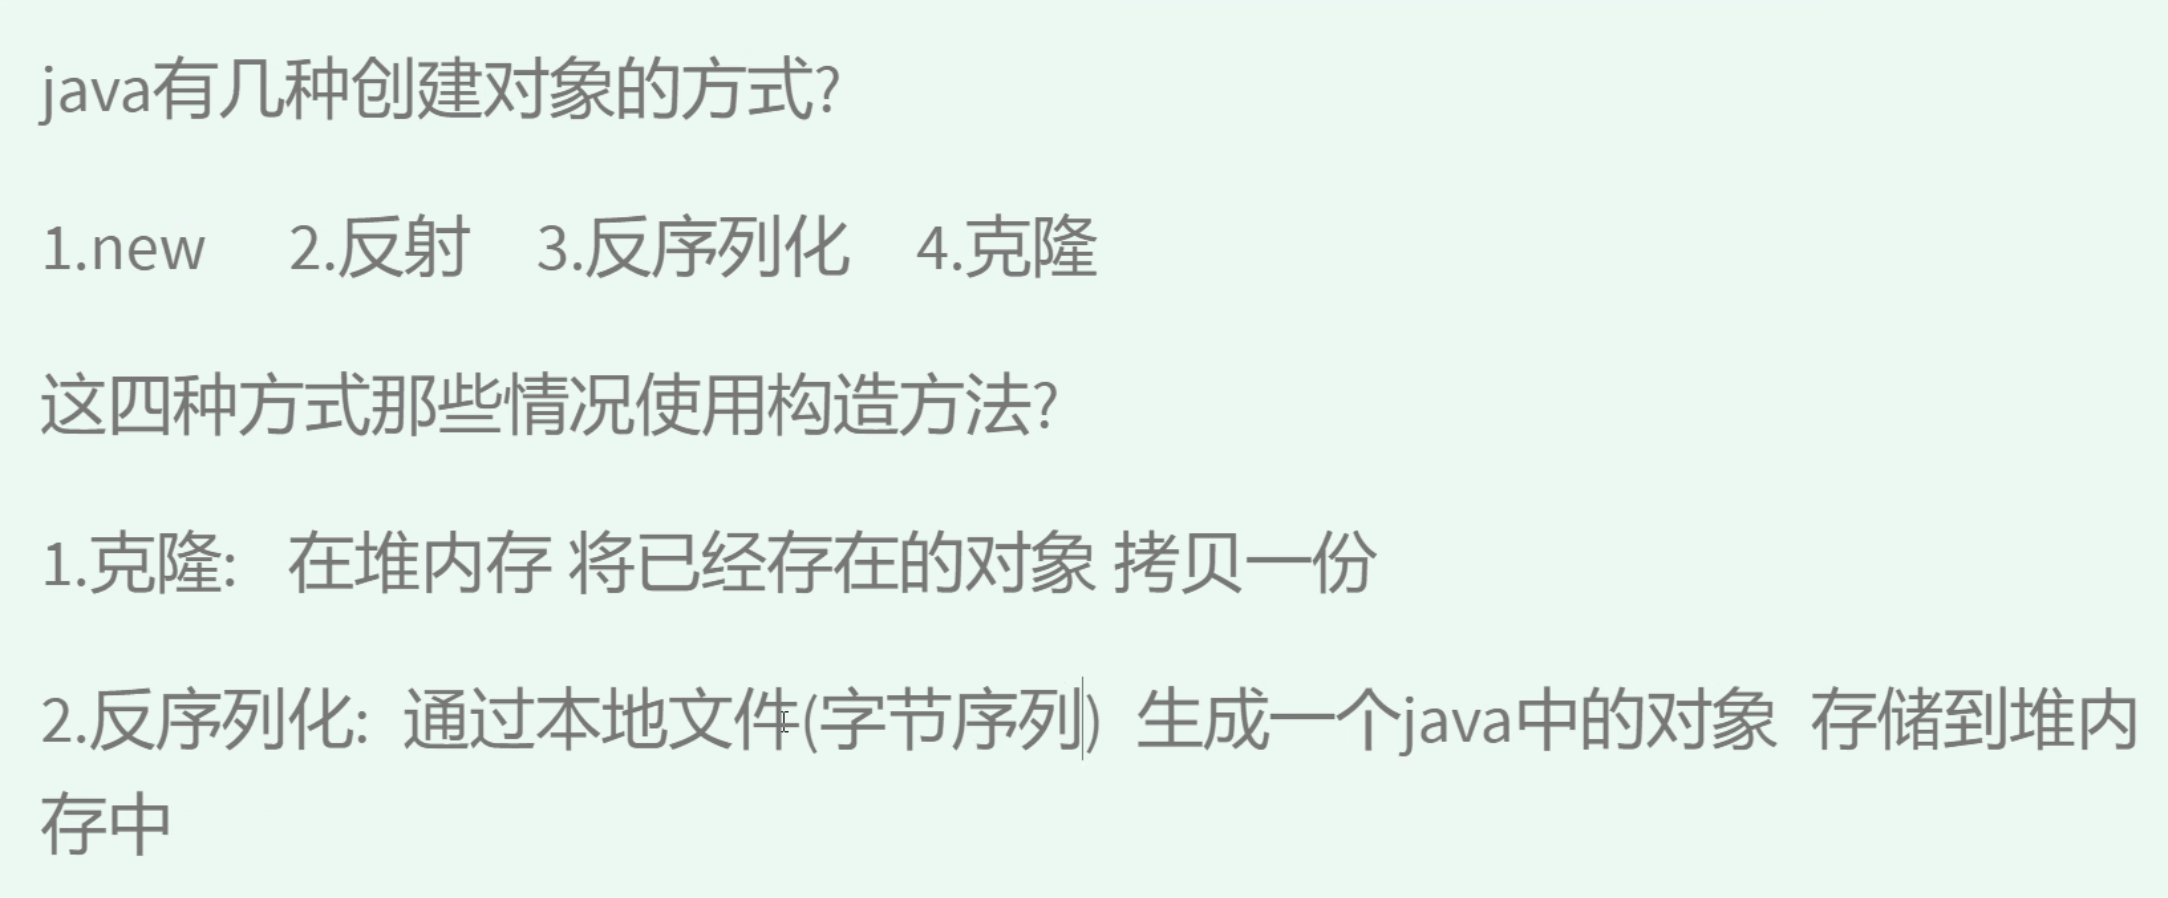 java有几种创建对象的方式?
1.new 2.反射 3.反序列化 4.克隆
这四种方式那些情况使用构造方法?
1.克隆: 在堆内存 将已经存在的对象 拷贝一份
2.反序列化: 通过本地文件(字节序列) 生成一个java中的对象 存储到堆内
存中